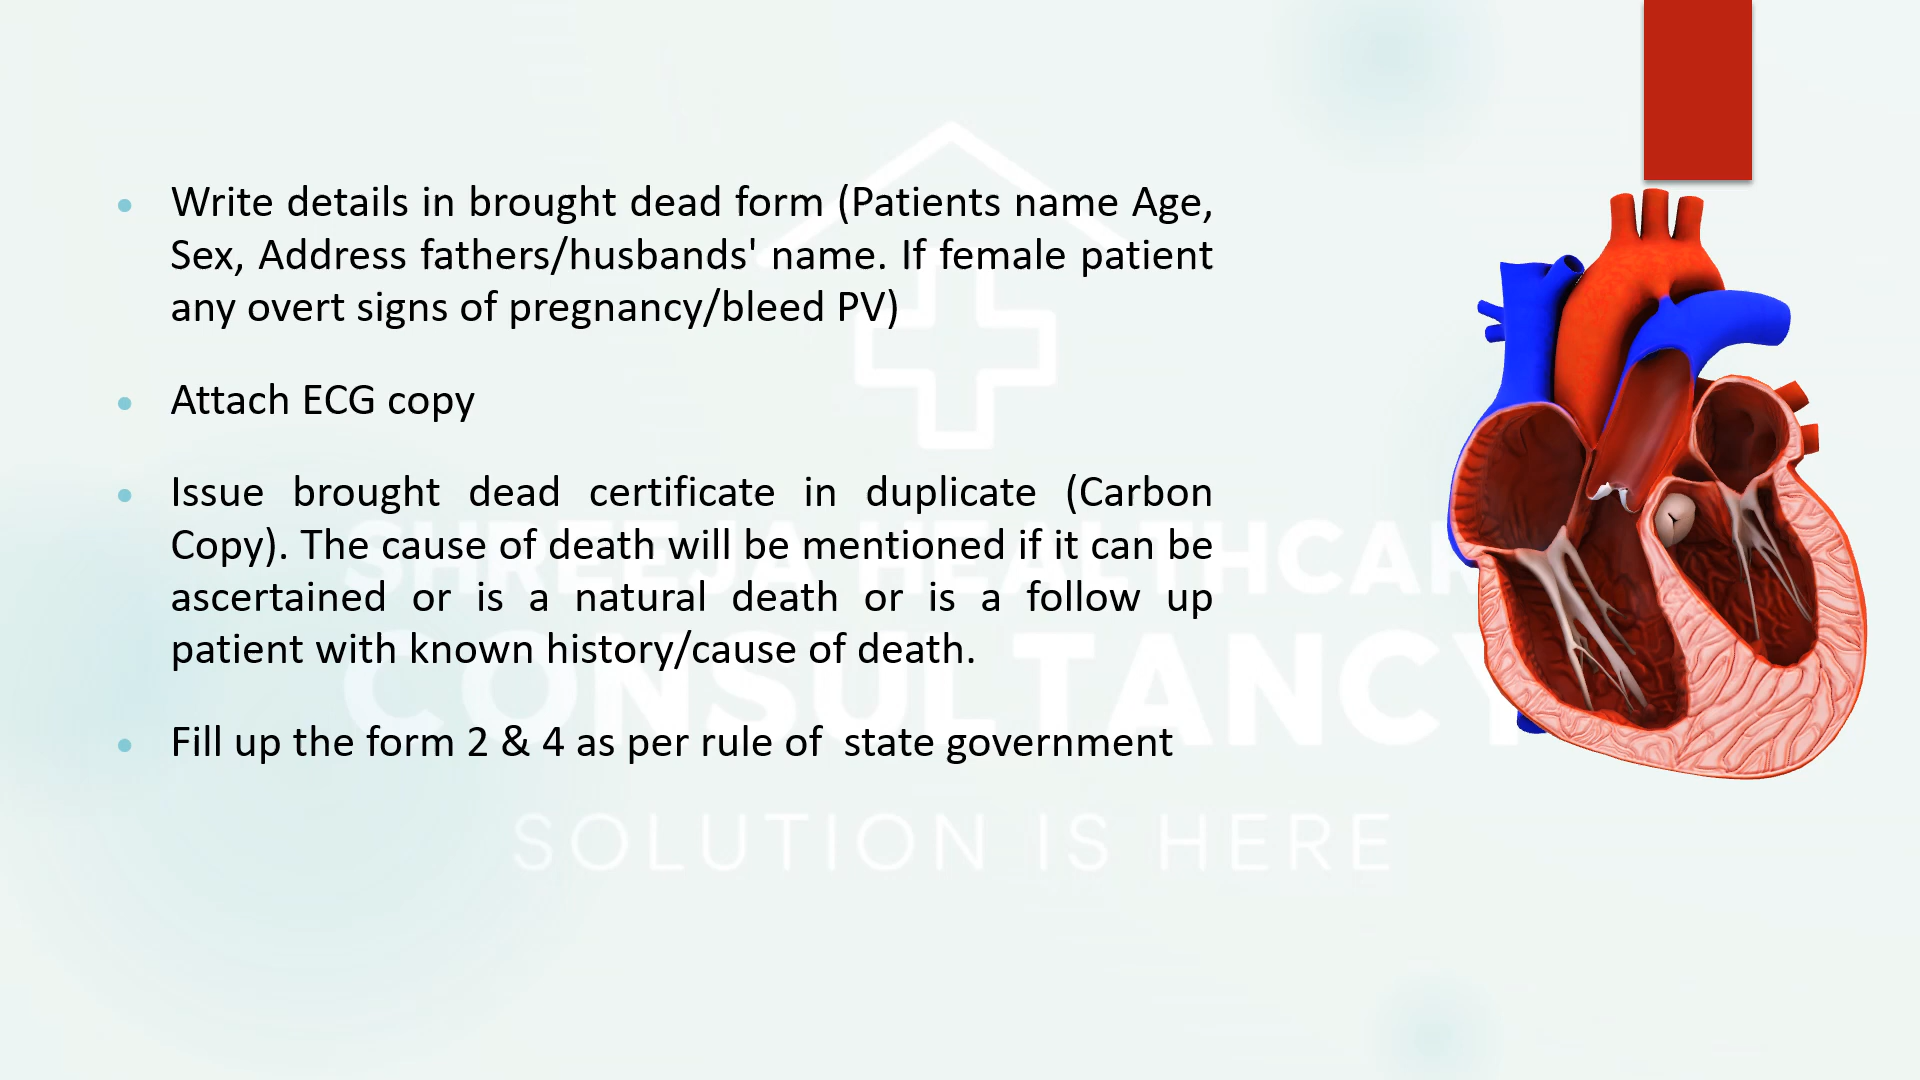 Write details in brought dead form (Patients name Age,
Sex, Address fathers/husbands' name. If female patient
any overt signs of pregnancy/bleed PV)
Attach ECG copy
Issue brought dead certificate in duplicate (Carbon
Copy). The cause of death will be mentioned if it can be
ascertained or is a natural death or is a follow up
patient with known history/cause of death.
Fill up the form 2 & 4 as per rule of  state government
SHREEJA HEALTHCAR
CONSULTANCY
SOLUTION IS HERE